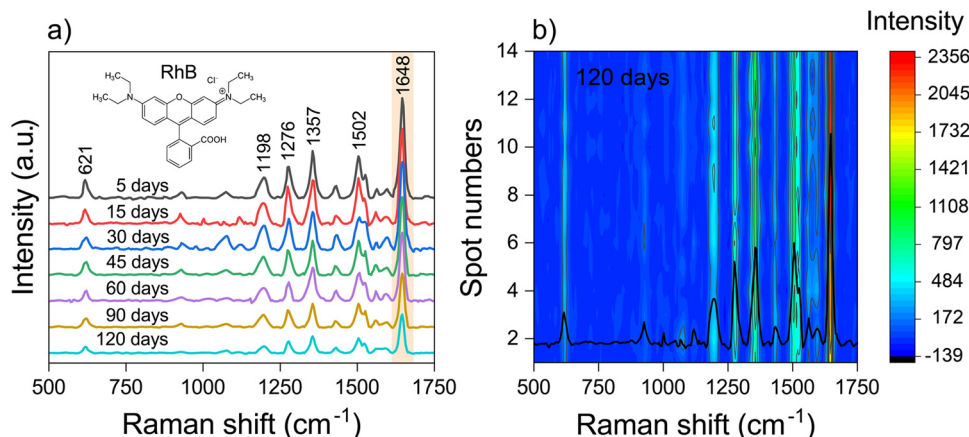 a)
RhB
Cl⁻
H₃C
N
O
N⁺
CH₃
CH₃
CH₃
COOH
621
1198
1276
1357
1502
1648
5 days
15 days
30 days
45 days
60 days
90 days
120 days
Intensity (a.u.)
500
750
1000
1250
1500
1750
Raman shift (cm⁻¹)
b)
120 days
Spot numbers
14
12
10
8
6
4
2
500
750
1000
1250
1500
1750
Raman shift (cm⁻¹)
Intensity
2356
2045
1732
1421
1108
797
484
173
-139